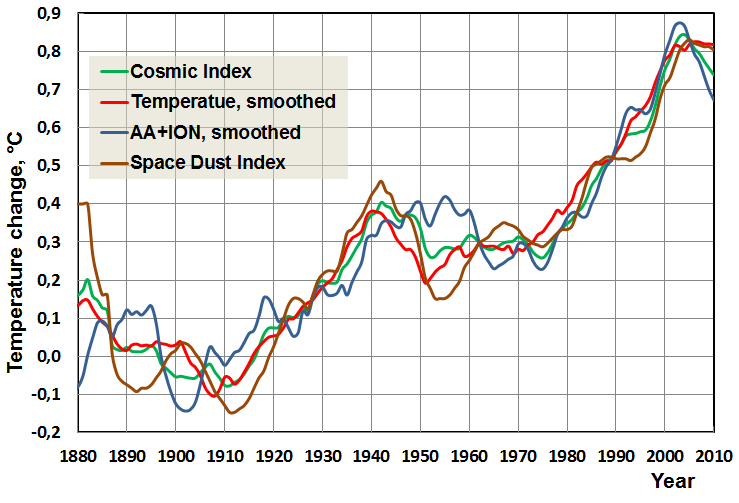 0,9
0,8
0,7
0,6
0,5
0,4
0,3
0,2
0,1
0,0
-0,1
-0,2
Temperature change, °C
Cosmic Index
Temperatue, smoothed
AA+ION, smoothed
Space Dust Index
1880 1890 1900 1910 1920 1930 1940 1950 1960 1970 1980 1990 2000 2010
Year